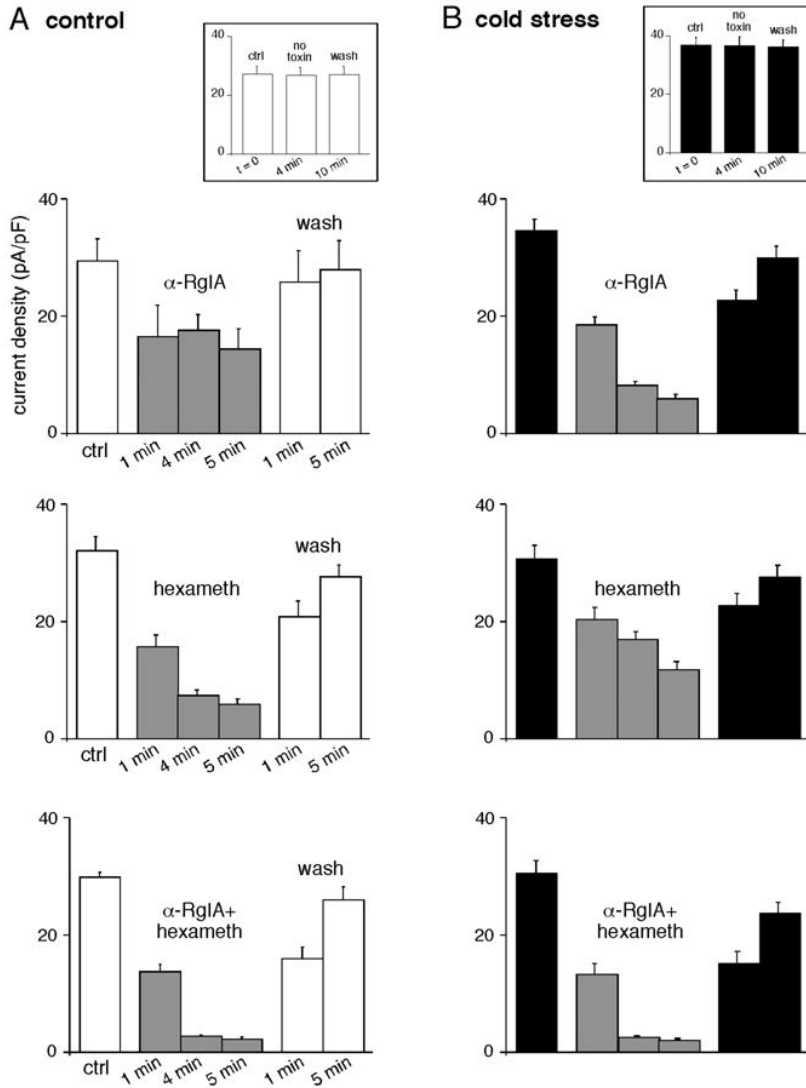 A control
ctrl
no
toxin
wash
40
20
0
t = 0
4 min
10 min
B cold stress
ctrl
no
toxin
wash
40
20
0
t = 0
4 min
10 min
current density (pA/pF)
40
20
0
α-RgIA
wash
ctrl
1 min
4 min
5 min
1 min
5 min
40
20
0
α-RgIA
40
20
0
hexameth
wash
ctrl
1 min
4 min
5 min
1 min
5 min
40
20
0
hexameth
40
20
0
α-RgIA+
hexameth
wash
ctrl
1 min
4 min
5 min
1 min
5 min
40
20
0
α-RgIA+
hexameth